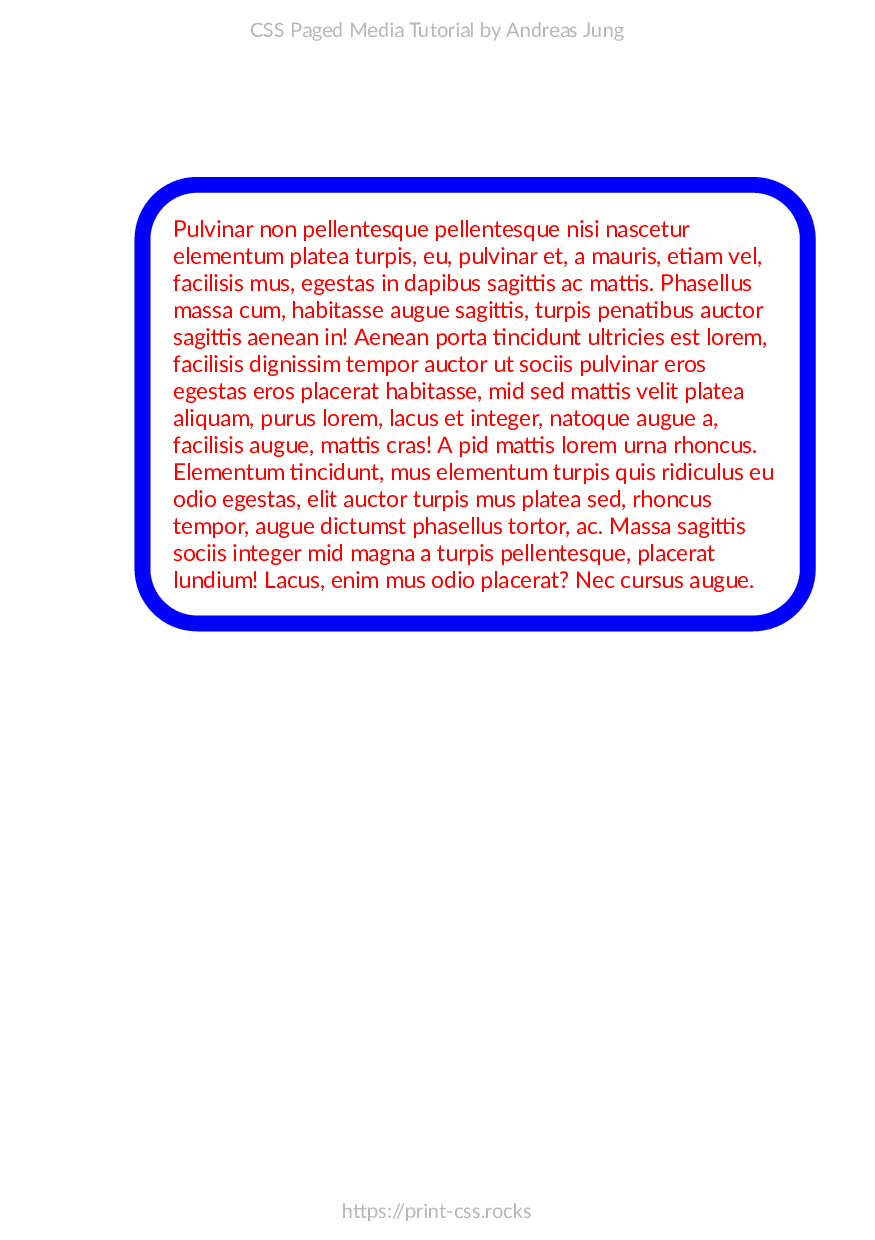 CSS Paged Media Tutorial by Andreas Jung
Pulvinar non pellentesque pellentesque nisi nascetur
elementum platea turpis, eu, pulvinar et, a mauris, etiam vel,
facilisis mus, egestas in dapibus sagittis ac mattis. Phasellus
massa cum, habitasse augue sagittis, turpis penatibus auctor
sagittis aenean in! Aenean porta tincidunt ultricies est lorem,
facilisis dignissim tempor auctor ut sociis pulvinar eros
egestas eros placerat habitasse, mid sed mattis velit platea
aliquam, purus lorem, lacus et integer, natoque augue a,
facilisis augue, mattis cras! A pid mattis lorem urna rhoncus.
Elementum tincidunt, mus elementum turpis quis ridiculus eu
odio egestas, elit auctor turpis mus platea sed, rhoncus
tempor, augue dictumst phasellus tortor, ac. Massa sagittis
sociis integer mid magna a turpis pellentesque, placerat
lundium! Lacus, enim mus odio placerat? Nec cursus augue.
https://print-css.rocks